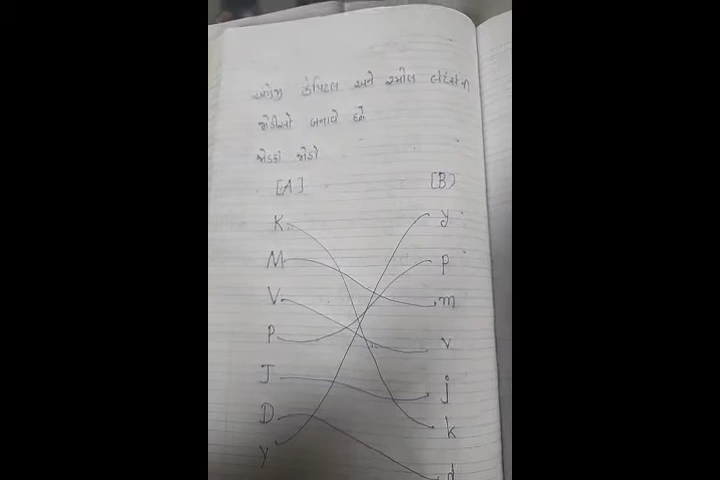 અંગ્રેજી કેપિટલ અને સ્મોલ લેટર્સની
જોડીઓ બનાવે છે
જોડકાં જોડો
[A] [B]
K y
M p
V m
P v
J j
D k
y d